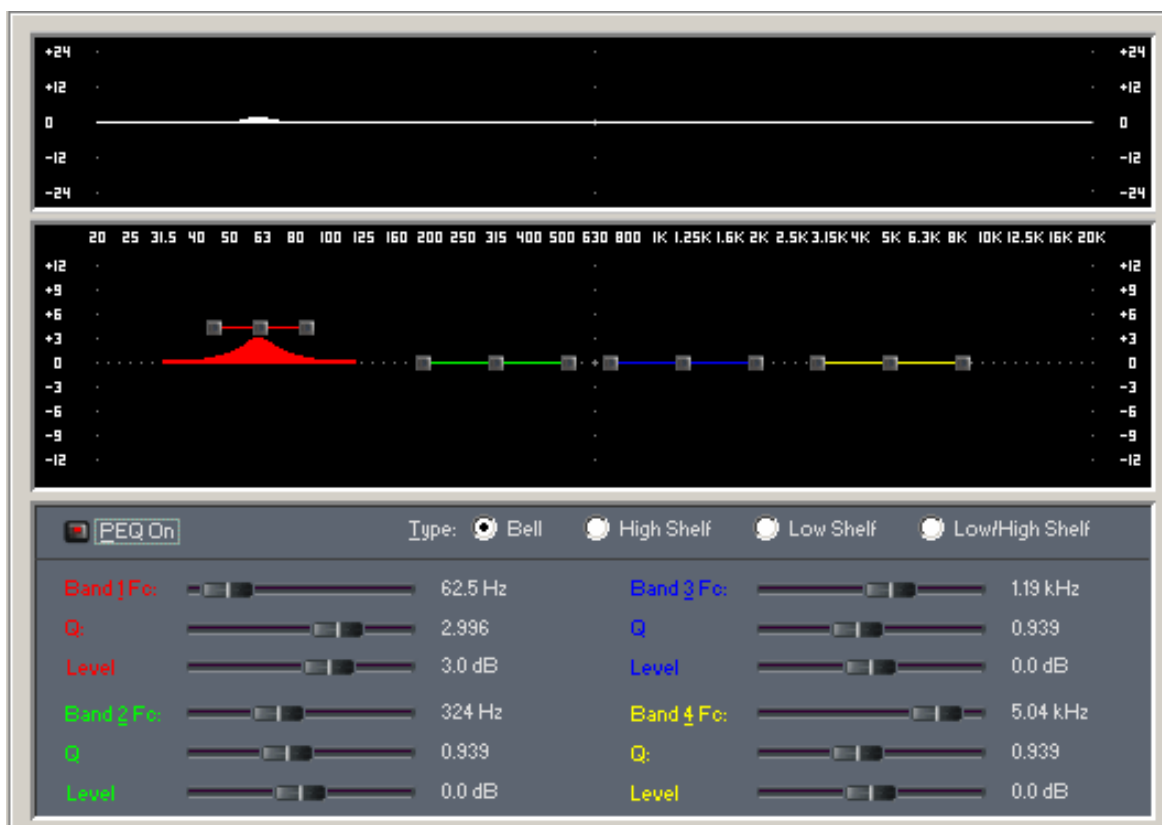 +24 +24
+12 +12
0 0
-12 -12
-24 -24
20 25 31.5 40 50 63 80 100 125 160 200 250 315 400 500 630 800 1K 1.25K 1.6K 2K 2.5K 3.15K 4K 5K 6.3K 8K 10K 12.5K 16K 20K
+12 +12
+9 +9
+6 +6
+3 +3
0 0
-3 -3
-6 -6
-9 -9
-12 -12
PEQ On Type: Bell High Shelf Low Shelf Low/High Shelf
Band 1 Fc: 62.5 Hz Band 3 Fc: 1.19 kHz
Q: 2.996 Q 0.939
Level 3.0 dB Level 0.0 dB
Band 2 Fc: 324 Hz Band 4 Fc: 5.04 kHz
Q 0.939 Q: 0.939
Level 0.0 dB Level 0.0 dB